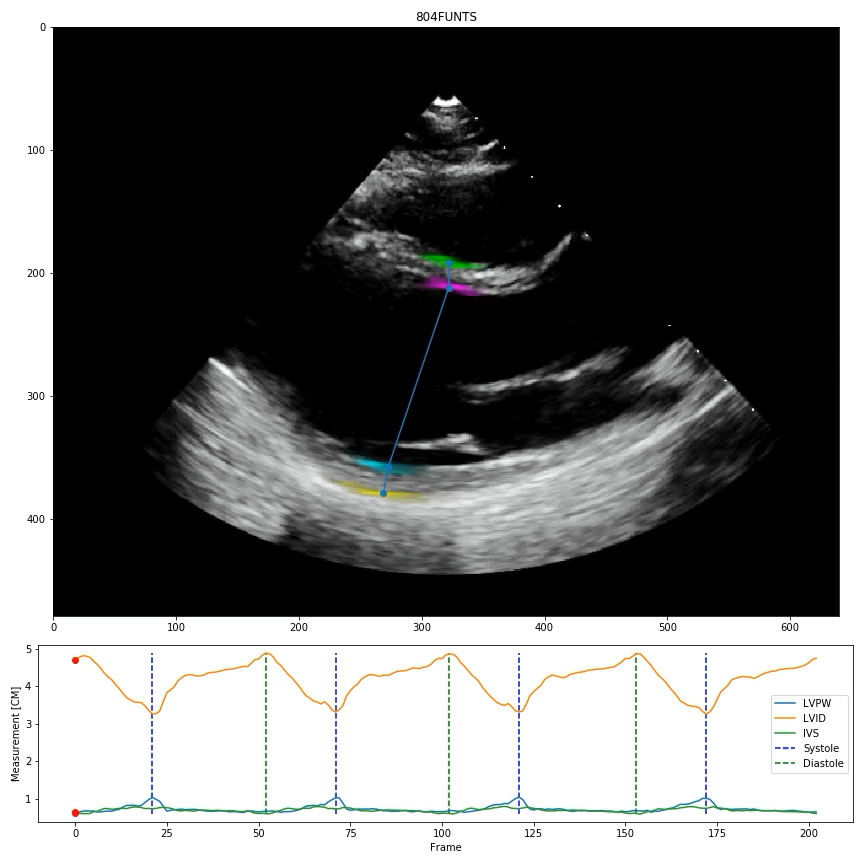 804FUNTS
0
100
200
300
400
0 100 200 300 400 500 600
5
4
3
2
1
Measurement [CM]
LVPW
LVID
IVS
Systole
Diastole
0 25 50 75 100 125 150 175 200
Frame